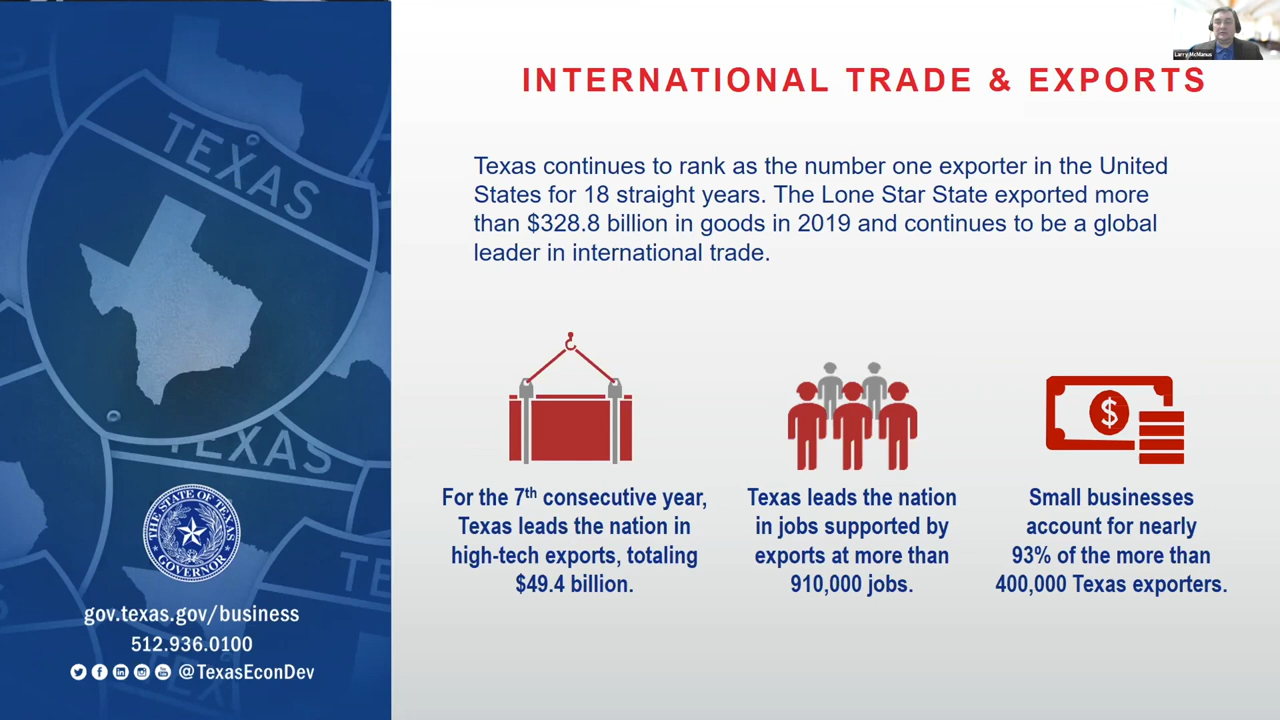 Larry McManus
INTERNATIONAL TRADE & EXPORTS
Texas continues to rank as the number one exporter in the United
States for 18 straight years. The Lone Star State exported more
than $328.8 billion in goods in 2019 and continues to be a global
leader in international trade.
For the 7th consecutive year,
Texas leads the nation in
high-tech exports, totaling
$49.4 billion.
Texas leads the nation
in jobs supported by
exports at more than
910,000 jobs.
$
Small businesses
account for nearly
93% of the more than
400,000 Texas exporters.
TEXAS
TEXAS
TE
THE STATE OF TEXAS
GOVERNOR
gov.texas.gov/business
512.936.0100
@TexasEconDev